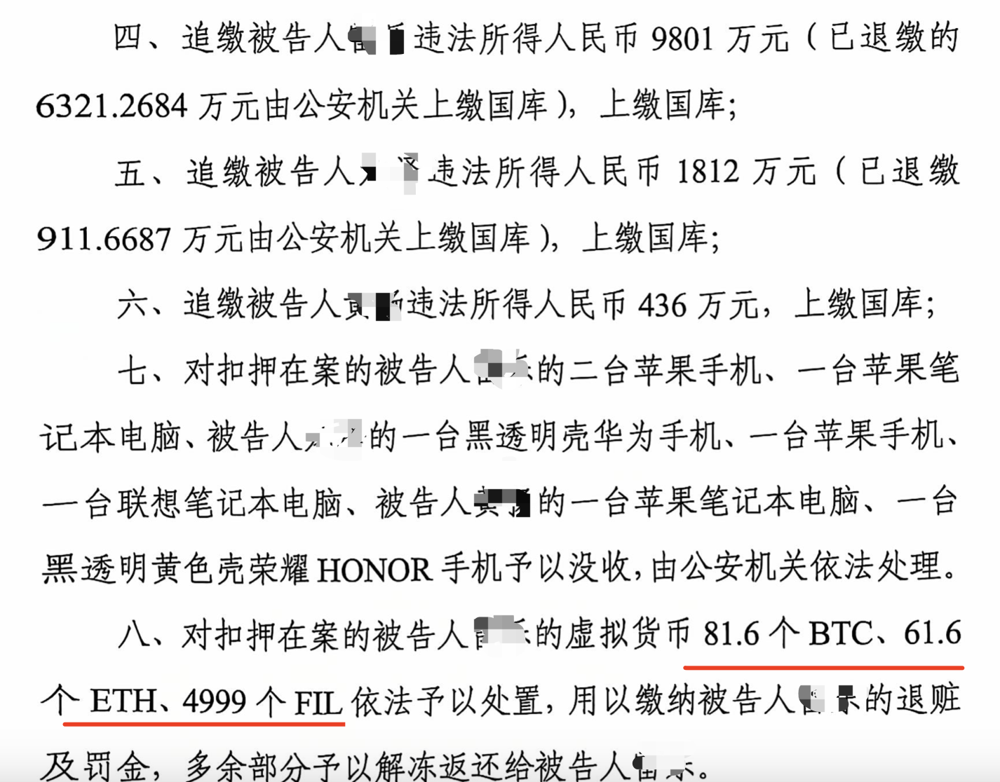 四、追缴被告人 违法所得人民币 9801 万元（已退缴的
6321.2684 万元由公安机关上缴国库），上缴国库；
五、追缴被告人 违法所得人民币 1812 万元（已退缴
911.6687 万元由公安机关上缴国库），上缴国库；
六、追缴被告人 违法所得人民币 436 万元，上缴国库；
七、对扣押在案的被告人 的二台苹果手机、一台苹果笔
记本电脑、被告人 的一台黑透明壳华为手机、一台苹果手机、
一台联想笔记本电脑、被告人 的一台苹果笔记本电脑、一台
黑透明黄色壳荣耀 HONOR 手机予以没收，由公安机关依法处理。
八、对扣押在案的被告人 的虚拟货币 81.6 个 BTC、61.6
个 ETH、4999 个 FIL 依法予以处置，用以缴纳被告人 的退赃
及罚金，多余部分予以解冻返还给被告人 。